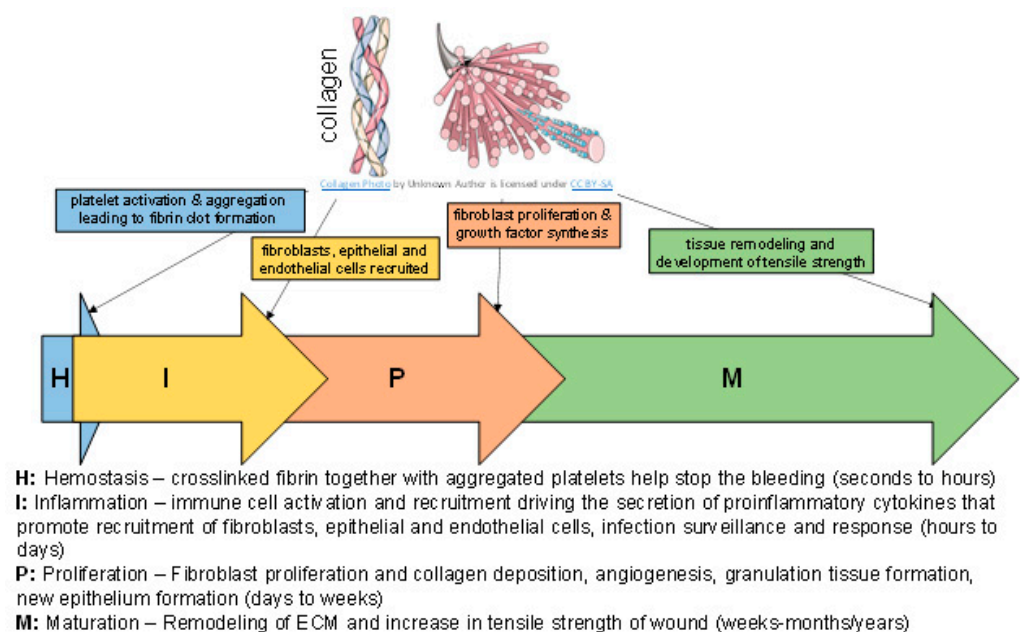 collagen
Collagen Photo by Unknown Author is licensed under CC BY-SA
platelet activation & aggregation
leading to fibrin clot formation
fibroblasts, epithelial and
endothelial cells recruited
fibroblast proliferation &
growth factor synthesis
tissue remodeling and
development of tensile strength
H
I
P
M
H: Hemostasis – crosslinked fibrin together with aggregated platelets help stop the bleeding (seconds to hours)
I: Inflammation – immune cell activation and recruitment driving the secretion of proinflammatory cytokines that
promote recruitment of fibroblasts, epithelial and endothelial cells, infection surveillance and response (hours to
days)
P: Proliferation – Fibroblast proliferation and collagen deposition, angiogenesis, granulation tissue formation,
new epithelium formation (days to weeks)
M: Maturation – Remodeling of ECM and increase in tensile strength of wound (weeks-months/years)